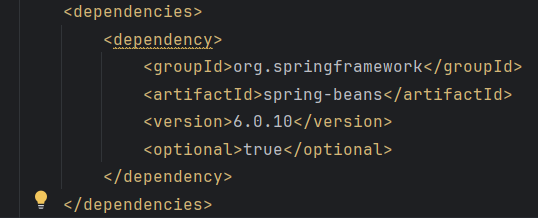 <dependencies>
<dependency>
<groupId>org.springframework</groupId>
<artifactId>spring-beans</artifactId>
<version>6.0.10</version>
<optional>true</optional>
</dependency>
</dependencies>